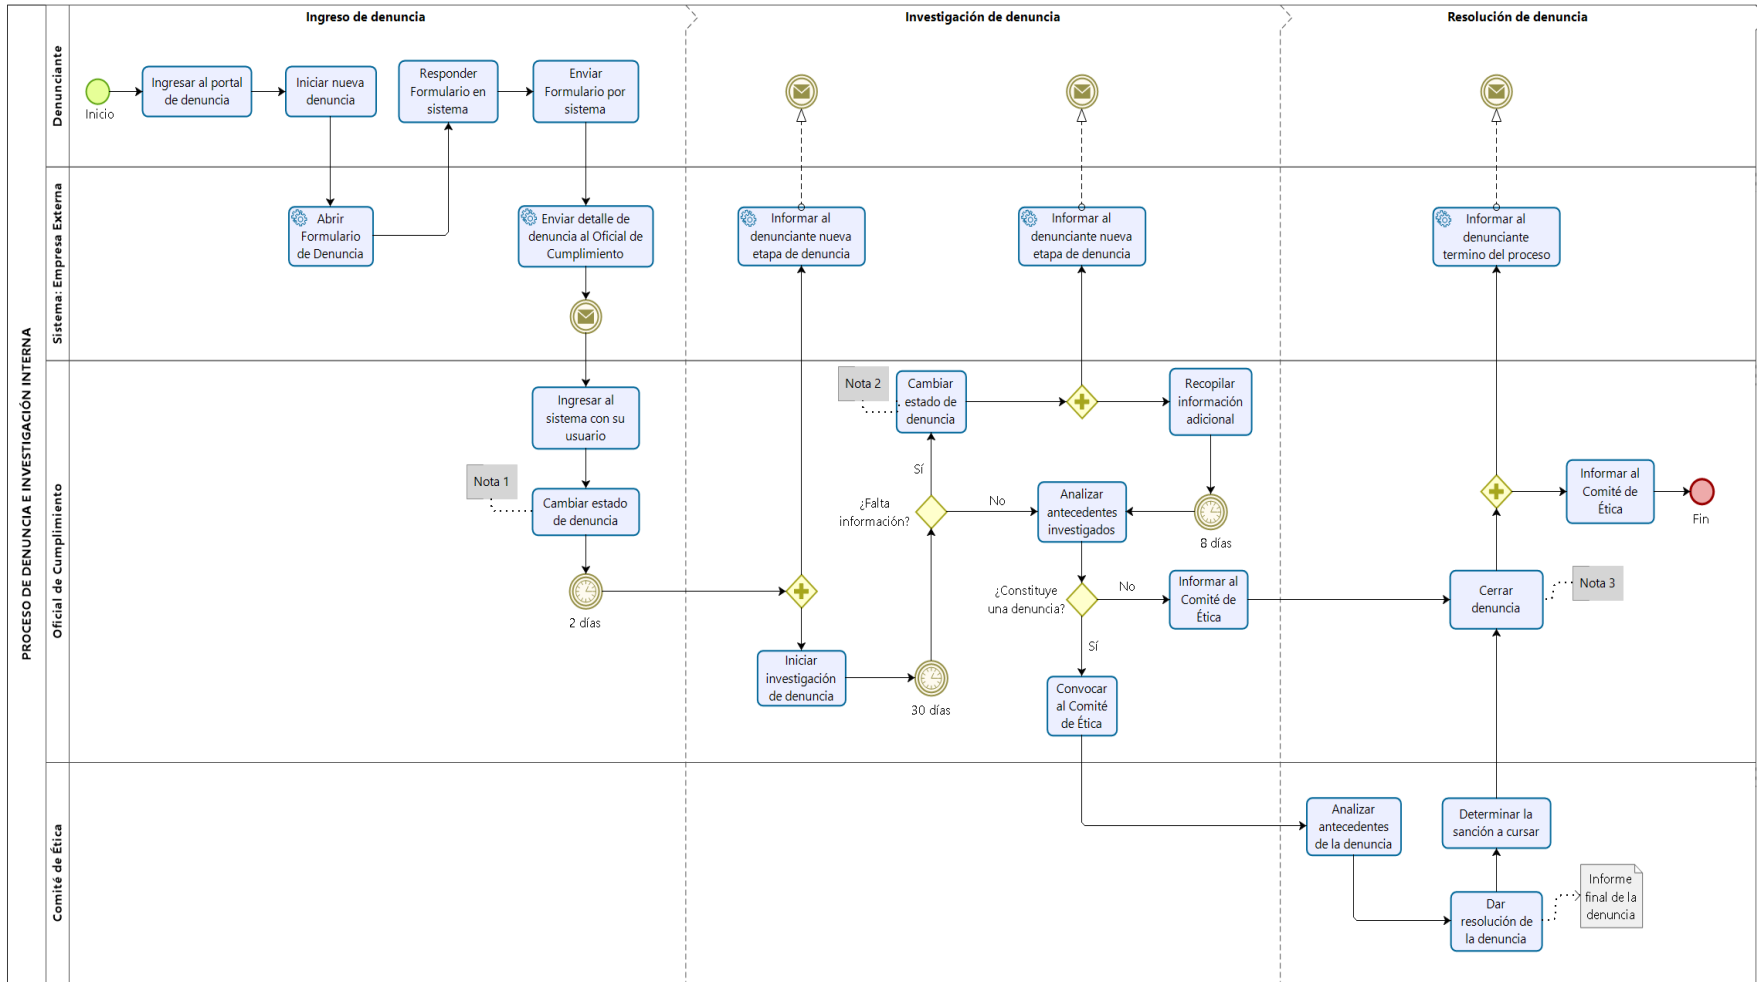 PROCESO DE DENUNCIA E INVESTIGACIÓN INTERNA
Ingreso de denuncia
Investigación de denuncia
Resolución de denuncia
Denunciante
Inicio
Ingresar al portal
de denuncia
Iniciar nueva
denuncia
Responder
Formulario en
sistema
Enviar
Formulario por
sistema
Sistema: Empresa Externa
Abrir
Formulario
de Denuncia
Enviar detalle de
denuncia al Oficial de
Cumplimiento
Informar al
denunciante nueva
etapa de denuncia
Informar al
denunciante nueva
etapa de denuncia
Informar al
denunciante
termino del proceso
Oficial de Cumplimiento
Ingresar al
sistema con su
usuario
Nota 1
Cambiar estado
de denuncia
2 días
Iniciar
investigación
de denuncia
30 días
¿Falta
información?
Sí
No
Nota 2
Cambiar
estado de
denuncia
Recopilar
información
adicional
8 días
Analizar
antecedentes
investigados
¿Constituye
una denuncia?
No
Sí
Informar al
Comité de
Ética
Convocar
al Comité
de Ética
Cerrar
denuncia
Nota 3
Informar al
Comité de
Ética
Fin
Comité de Ética
Analizar
antecedentes
de la denuncia
Determinar la
sanción a cursar
Dar
resolución de
la denuncia
Informe
final de la
denuncia